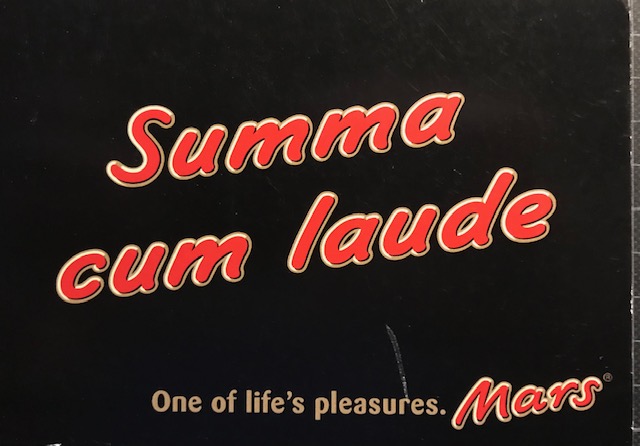 Summa
cum laude
One of life's pleasures. Mars®